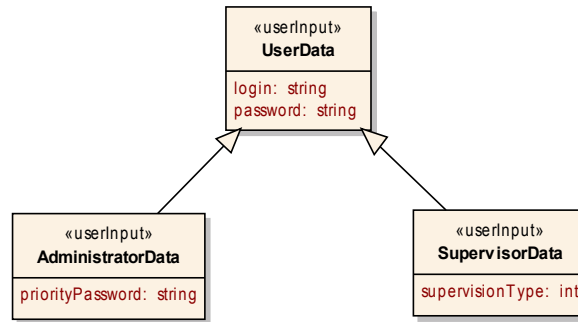 «userInput»
UserData
login: string
password: string
«userInput»
AdministratorData
priorityPassword: string
«userInput»
SupervisorData
supervisionType: int